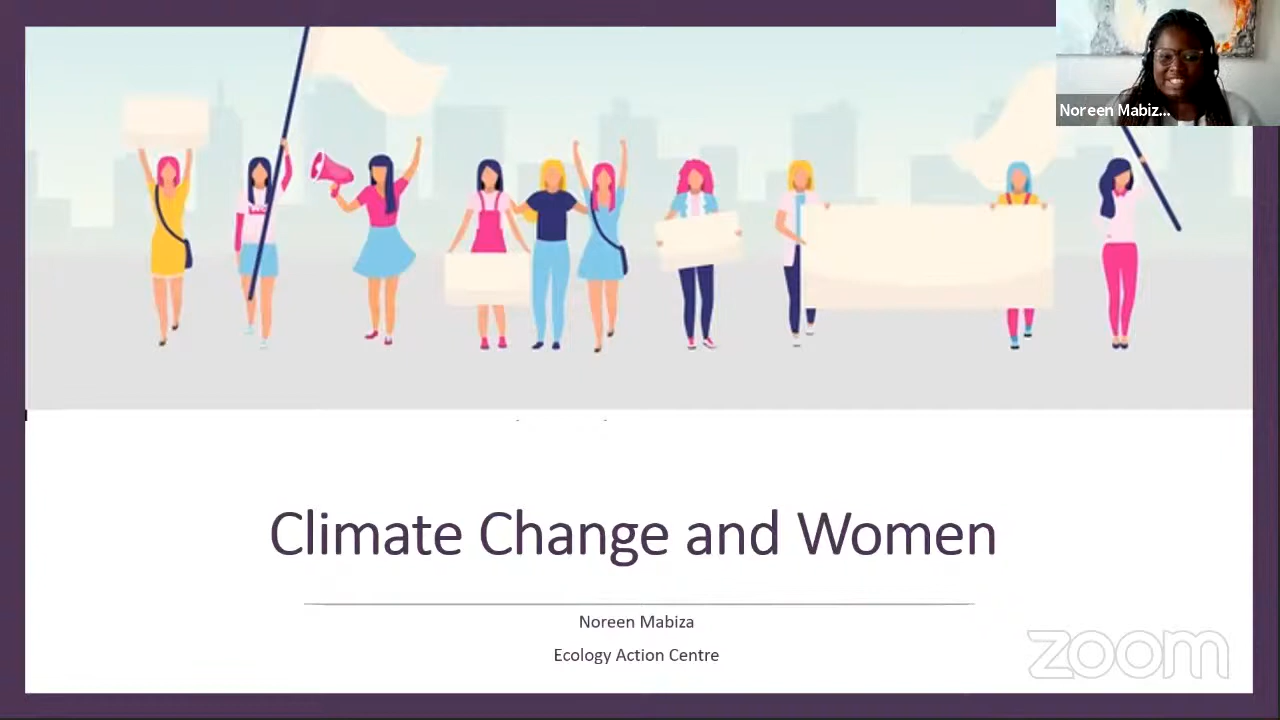 Noreen Mabiz...
Climate Change and Women
Noreen Mabiza
Ecology Action Centre
zoom